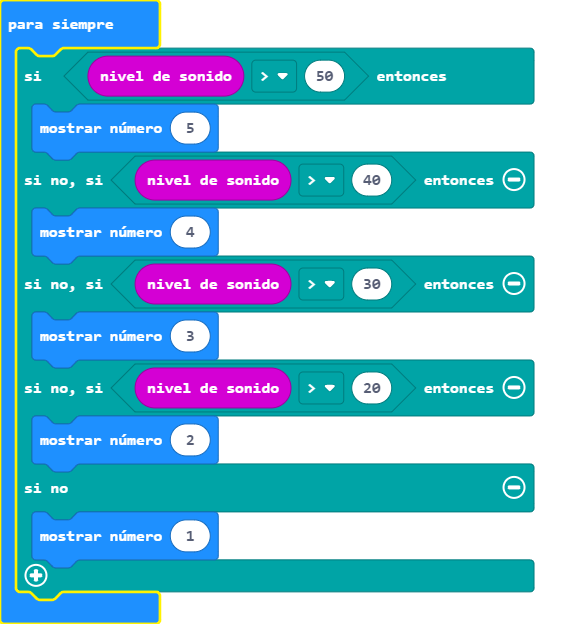 para siempre
si nivel de sonido > 50 entonces
mostrar número 5
si no, si nivel de sonido > 40 entonces
mostrar número 4
si no, si nivel de sonido > 30 entonces
mostrar número 3
si no, si nivel de sonido > 20 entonces
mostrar número 2
si no
mostrar número 1